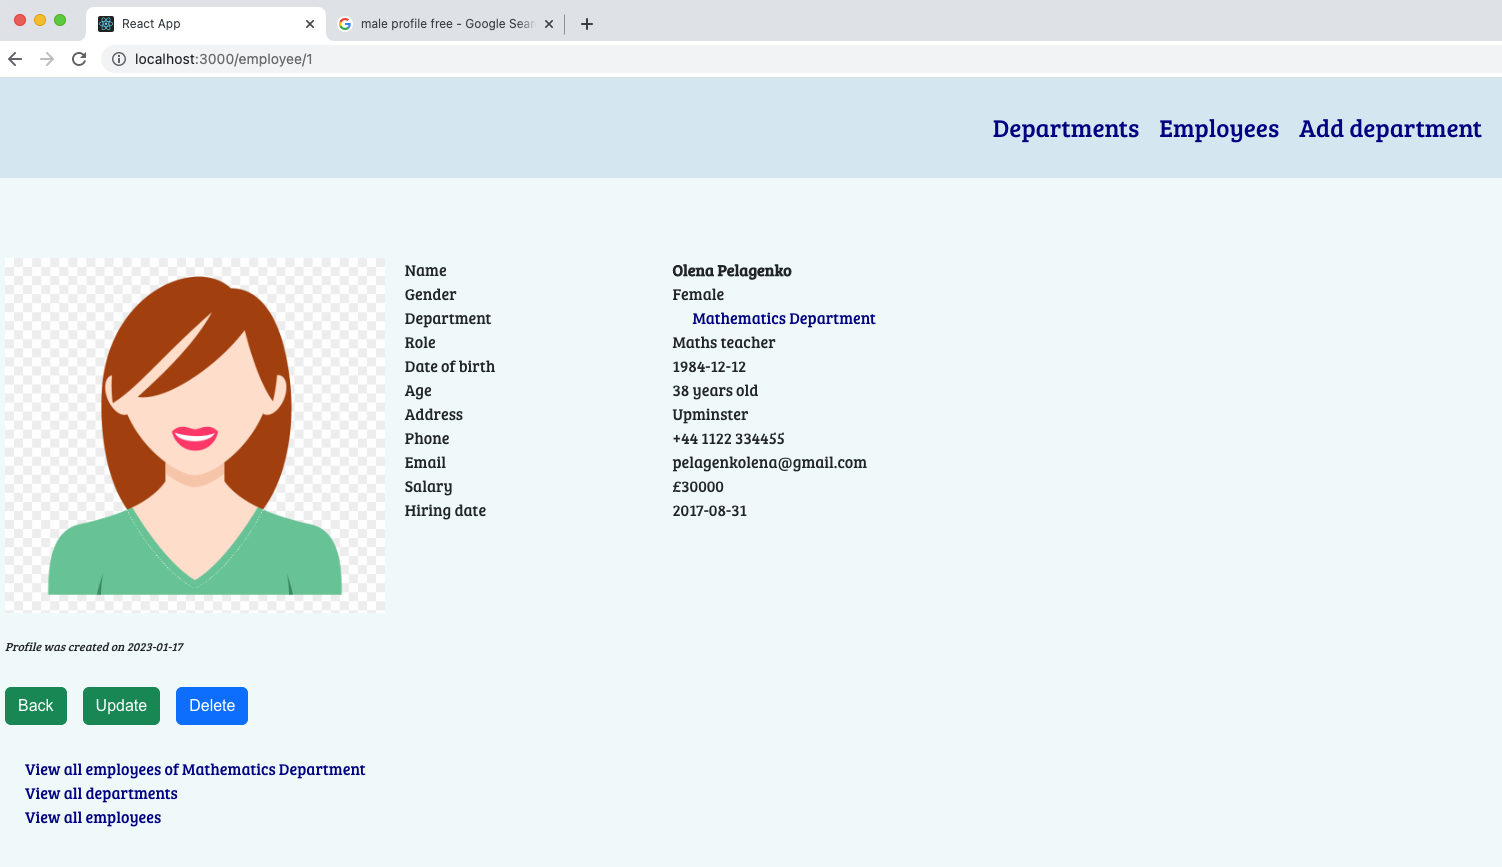 React App
male profile free - Google Sear
localhost:3000/employee/1
Departments Employees Add department
Name Olena Pelagenko
Gender Female
Department Mathematics Department
Role Maths teacher
Date of birth 1984-12-12
Age 38 years old
Address Upminster
Phone +44 1122 334455
Email pelagenkolena@gmail.com
Salary £30000
Hiring date 2017-08-31
Profile was created on 2023-01-17
Back Update Delete
View all employees of Mathematics Department
View all departments
View all employees